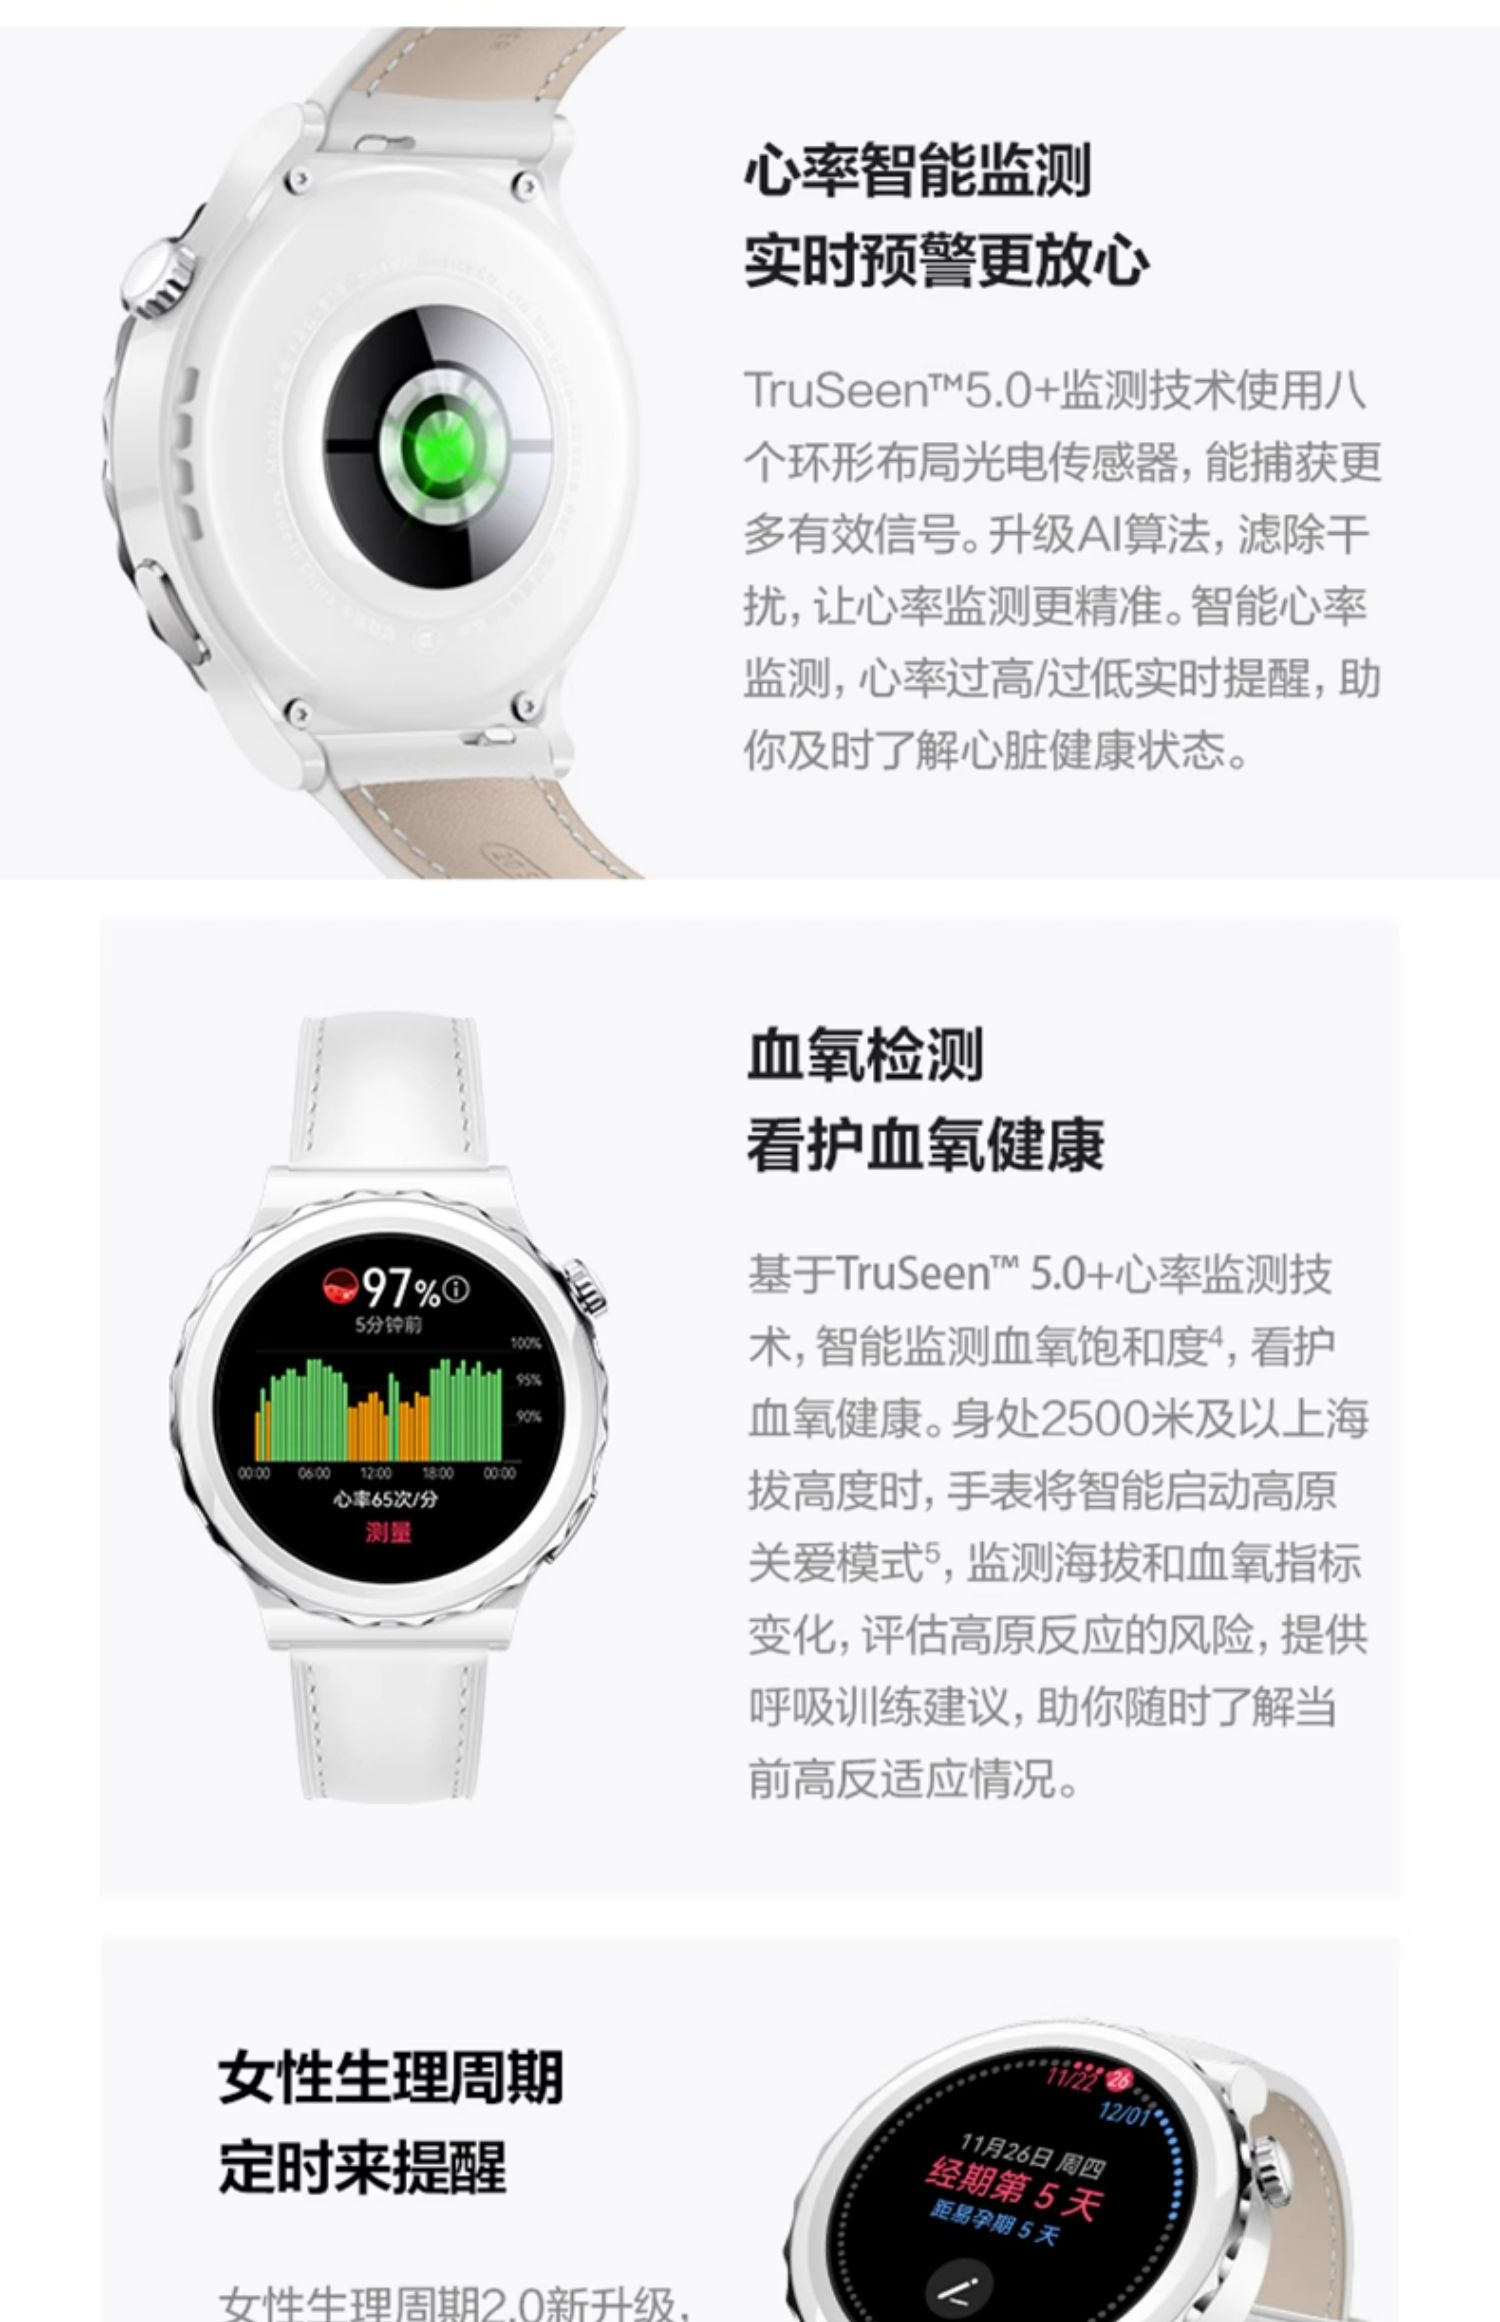 心率智能监测
实时预警更放心
TruSeen™5.0+监测技术使用八
个环形布局光电传感器, 能捕获更
多有效信号。升级AI算法, 滤除干
扰, 让心率监测更精准。智能心率
监测, 心率过高/过低实时提醒, 助
你及时了解心脏健康状态。
血氧检测
看护血氧健康
97%
5分钟前
100%
95%
90%
00:00 06:00 12:00 18:00 00:00
心率65次/分
测量
基于TruSeen™ 5.0+心率监测技
术, 智能监测血氧饱和度⁴, 看护
血氧健康。身处2500米及以上海
拔高度时, 手表将智能启动高原
关爱模式⁵, 监测海拔和血氧指标
变化, 评估高原反应的风险, 提供
呼吸训练建议, 助你随时了解当
前高反适应情况。
女性生理周期
定时来提醒
女性生理周期2.0新升级,
11/22 26
12/01
11月26日 周四
经期第 5 天
距易孕期 5 天